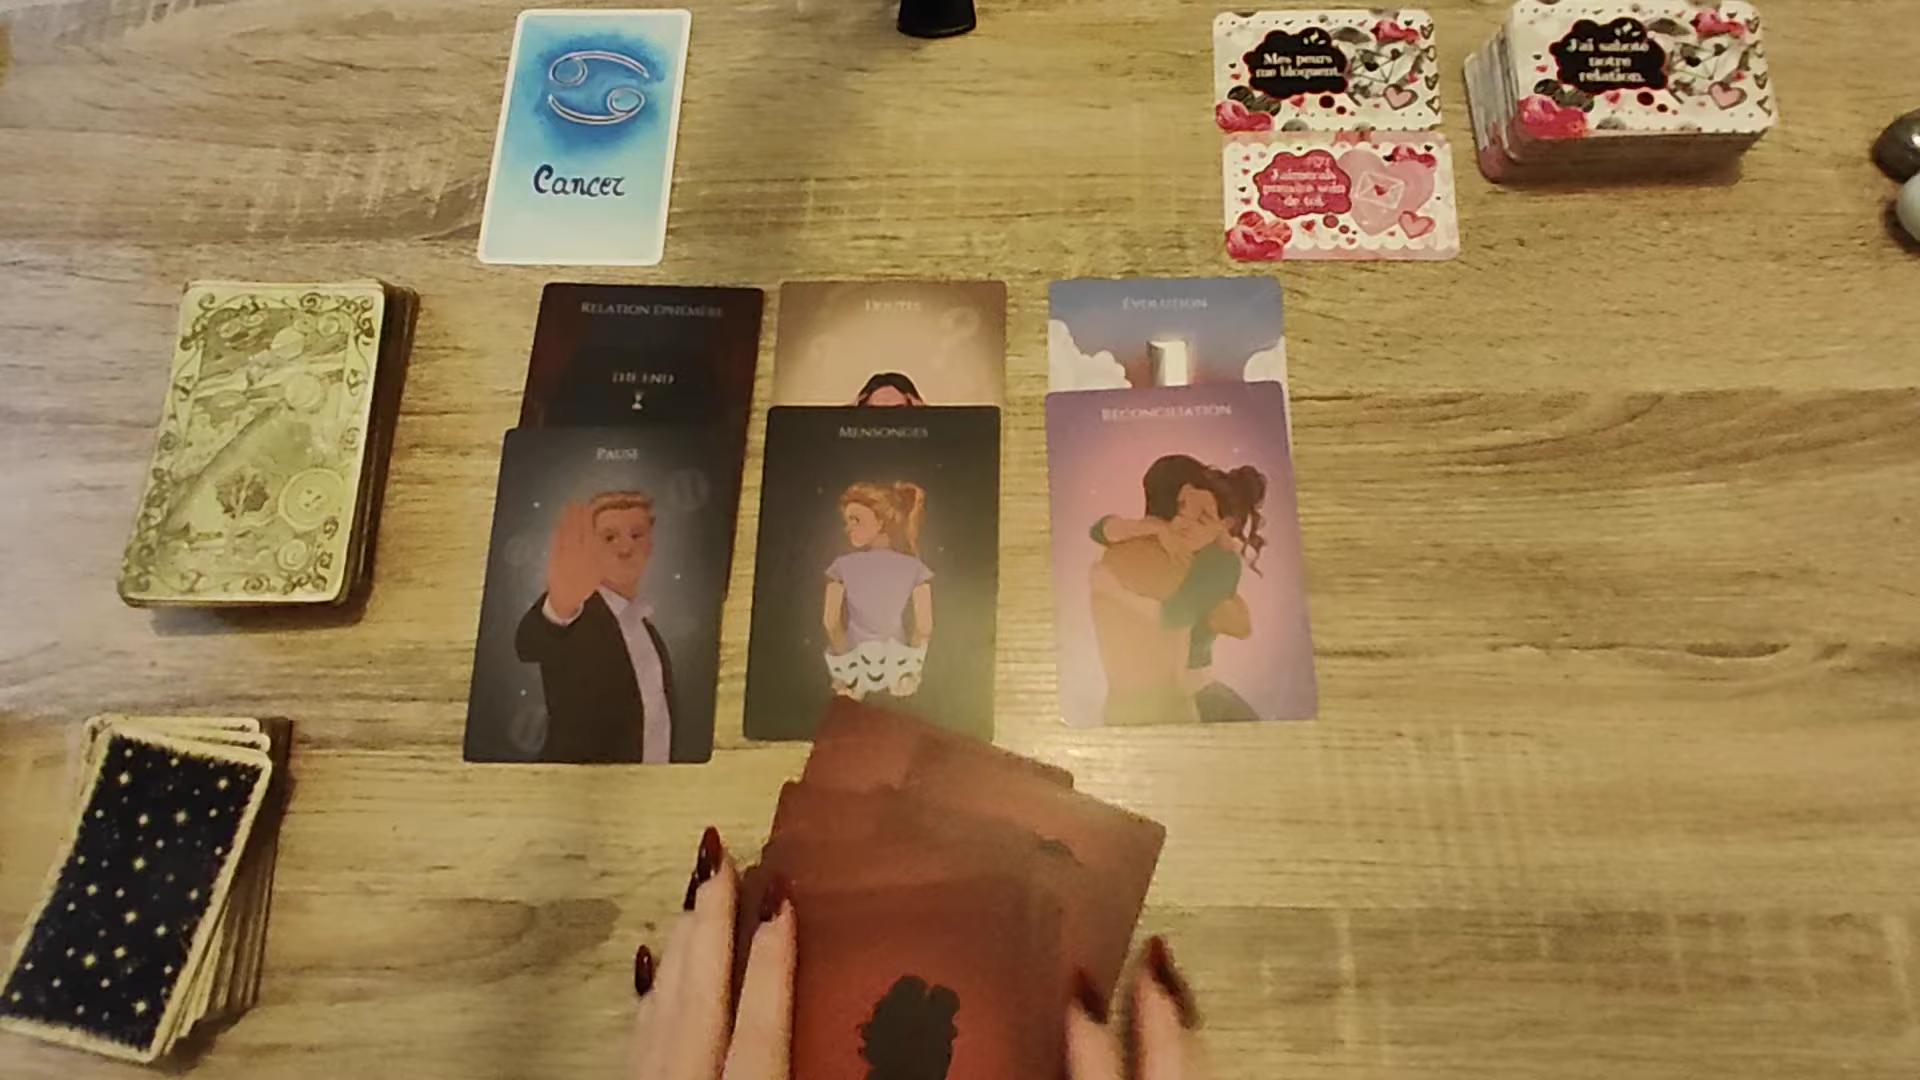 Cancer
Mes peurs
me bloquent.
J'ai saboté
notre
relation.
J'aimerais
prendre soin
de toi.
RELATION ÉPHÉMÈRE
THE END
DOUTES
ÉVOLUTION
PAUSE
MENSONGES
RÉCONCILIATION